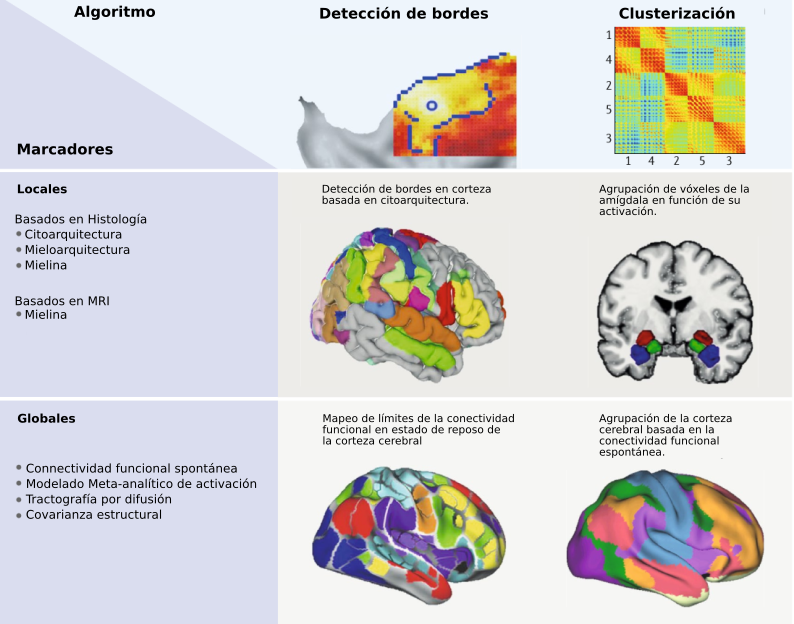 Algoritmo
Detección de bordes
Clusterización
1
4
2
5
3
1 4 2 5 3
Marcadores
Locales
Basados en Histología
Citoarquitectura
Mieloarquitectura
Mielina
Basados en MRI
Mielina
Detección de bordes en corteza
basada en citoarquitectura.
Agrupación de vóxeles de la
amígdala en función de su
activación.
Globales
Connectividad funcional spontánea
Modelado Meta-analítico de activación
Tractografía por difusión
Covarianza estructural
Mapeo de límites de la conectividad
funcional en estado de reposo de
la corteza cerebral
Agrupación de la corteza
cerebral basada en la
conectividad funcional
espontánea.